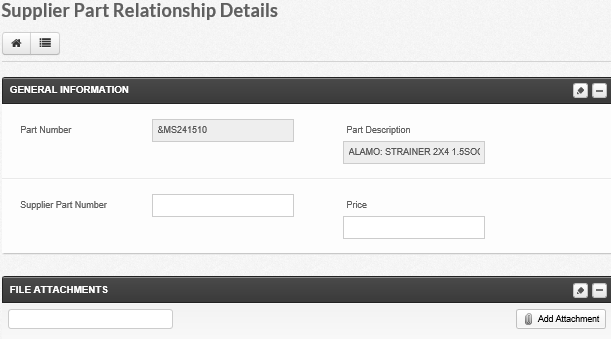 Supplier Part Relationship Details
GENERAL INFORMATION
Part Number
&MS241510
Part Description
ALAMO: STRAINER 2X4 1.5SO
Supplier Part Number
Price
FILE ATTACHMENTS
Add Attachment